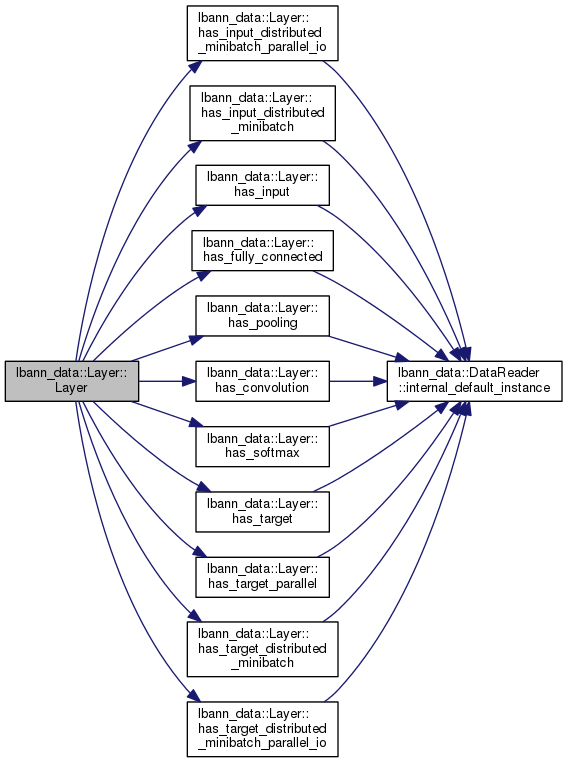 lbann_data::Layer::
has_input_distributed
_minibatch_parallel_io
lbann_data::Layer::
has_input_distributed
_minibatch
lbann_data::Layer::
has_input
lbann_data::Layer::
has_fully_connected
lbann_data::Layer::
has_pooling
lbann_data::Layer::
Layer
lbann_data::Layer::
has_convolution
lbann_data::DataReader
::internal_default_instance
lbann_data::Layer::
has_softmax
lbann_data::Layer::
has_target
lbann_data::Layer::
has_target_parallel
lbann_data::Layer::
has_target_distributed
_minibatch
lbann_data::Layer::
has_target_distributed
_minibatch_parallel_io